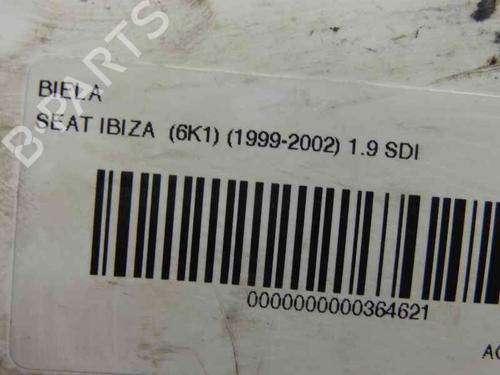 B-PARTS
BIELA
SEAT IBIZA (6K1) (1999-2002) 1.9 SDI
0000000000364621